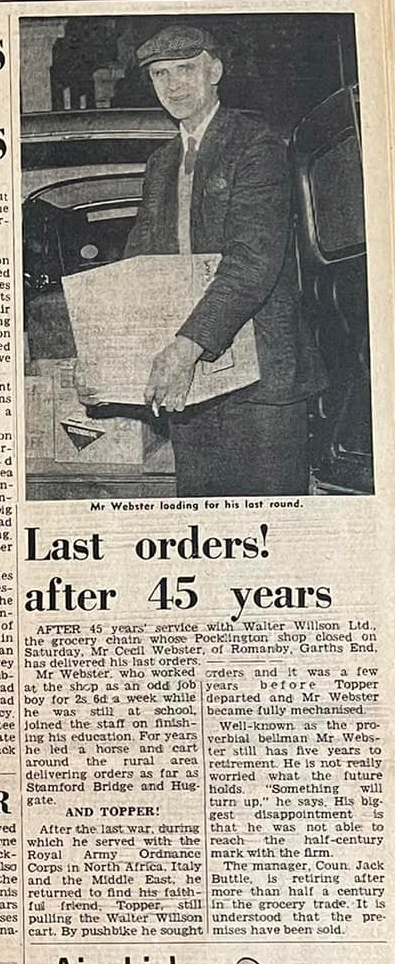 Mr Webster loading for his last round.
Last orders!
after 45 years
AFTER 45 years' service with Walter Willson Ltd.,
the grocery chain whose Pocklington shop closed on
Saturday, Mr Cecil Webster, of Romanby, Garths End,
has delivered his last orders.
Mr Webster, who worked
at the shop as an odd job
boy for 2s 6d a week while
he was still at school,
joined the staff on finish-
ing his education. For years
he led a horse and cart
around the rural area
delivering orders as far as
Stamford Bridge and Hug-
gate.
AND TOPPER!
After the last war, during
which he served with the
Royal Army Ordnance
Corps in North Africa, Italy
and the Middle East, he
returned to find his faith-
ful friend, Topper, still
pulling the Walter Willson
cart. By pushbike he sought
orders and it was a few
years before Topper
departed and Mr Webster
became fully mechanised.
Well-known as the pro-
verbial bellman Mr Webs-
ter still has five years to
retirement. He is not really
worried what the future
holds. "Something will
turn up," he says. His big-
gest disappointment is
that he was not able to
reach the half-century
mark with the firm.
The manager, Coun. Jack
Buttle, is retiring after
more than half a century
in the grocery trade. It is
understood that the pre-
mises have been sold.